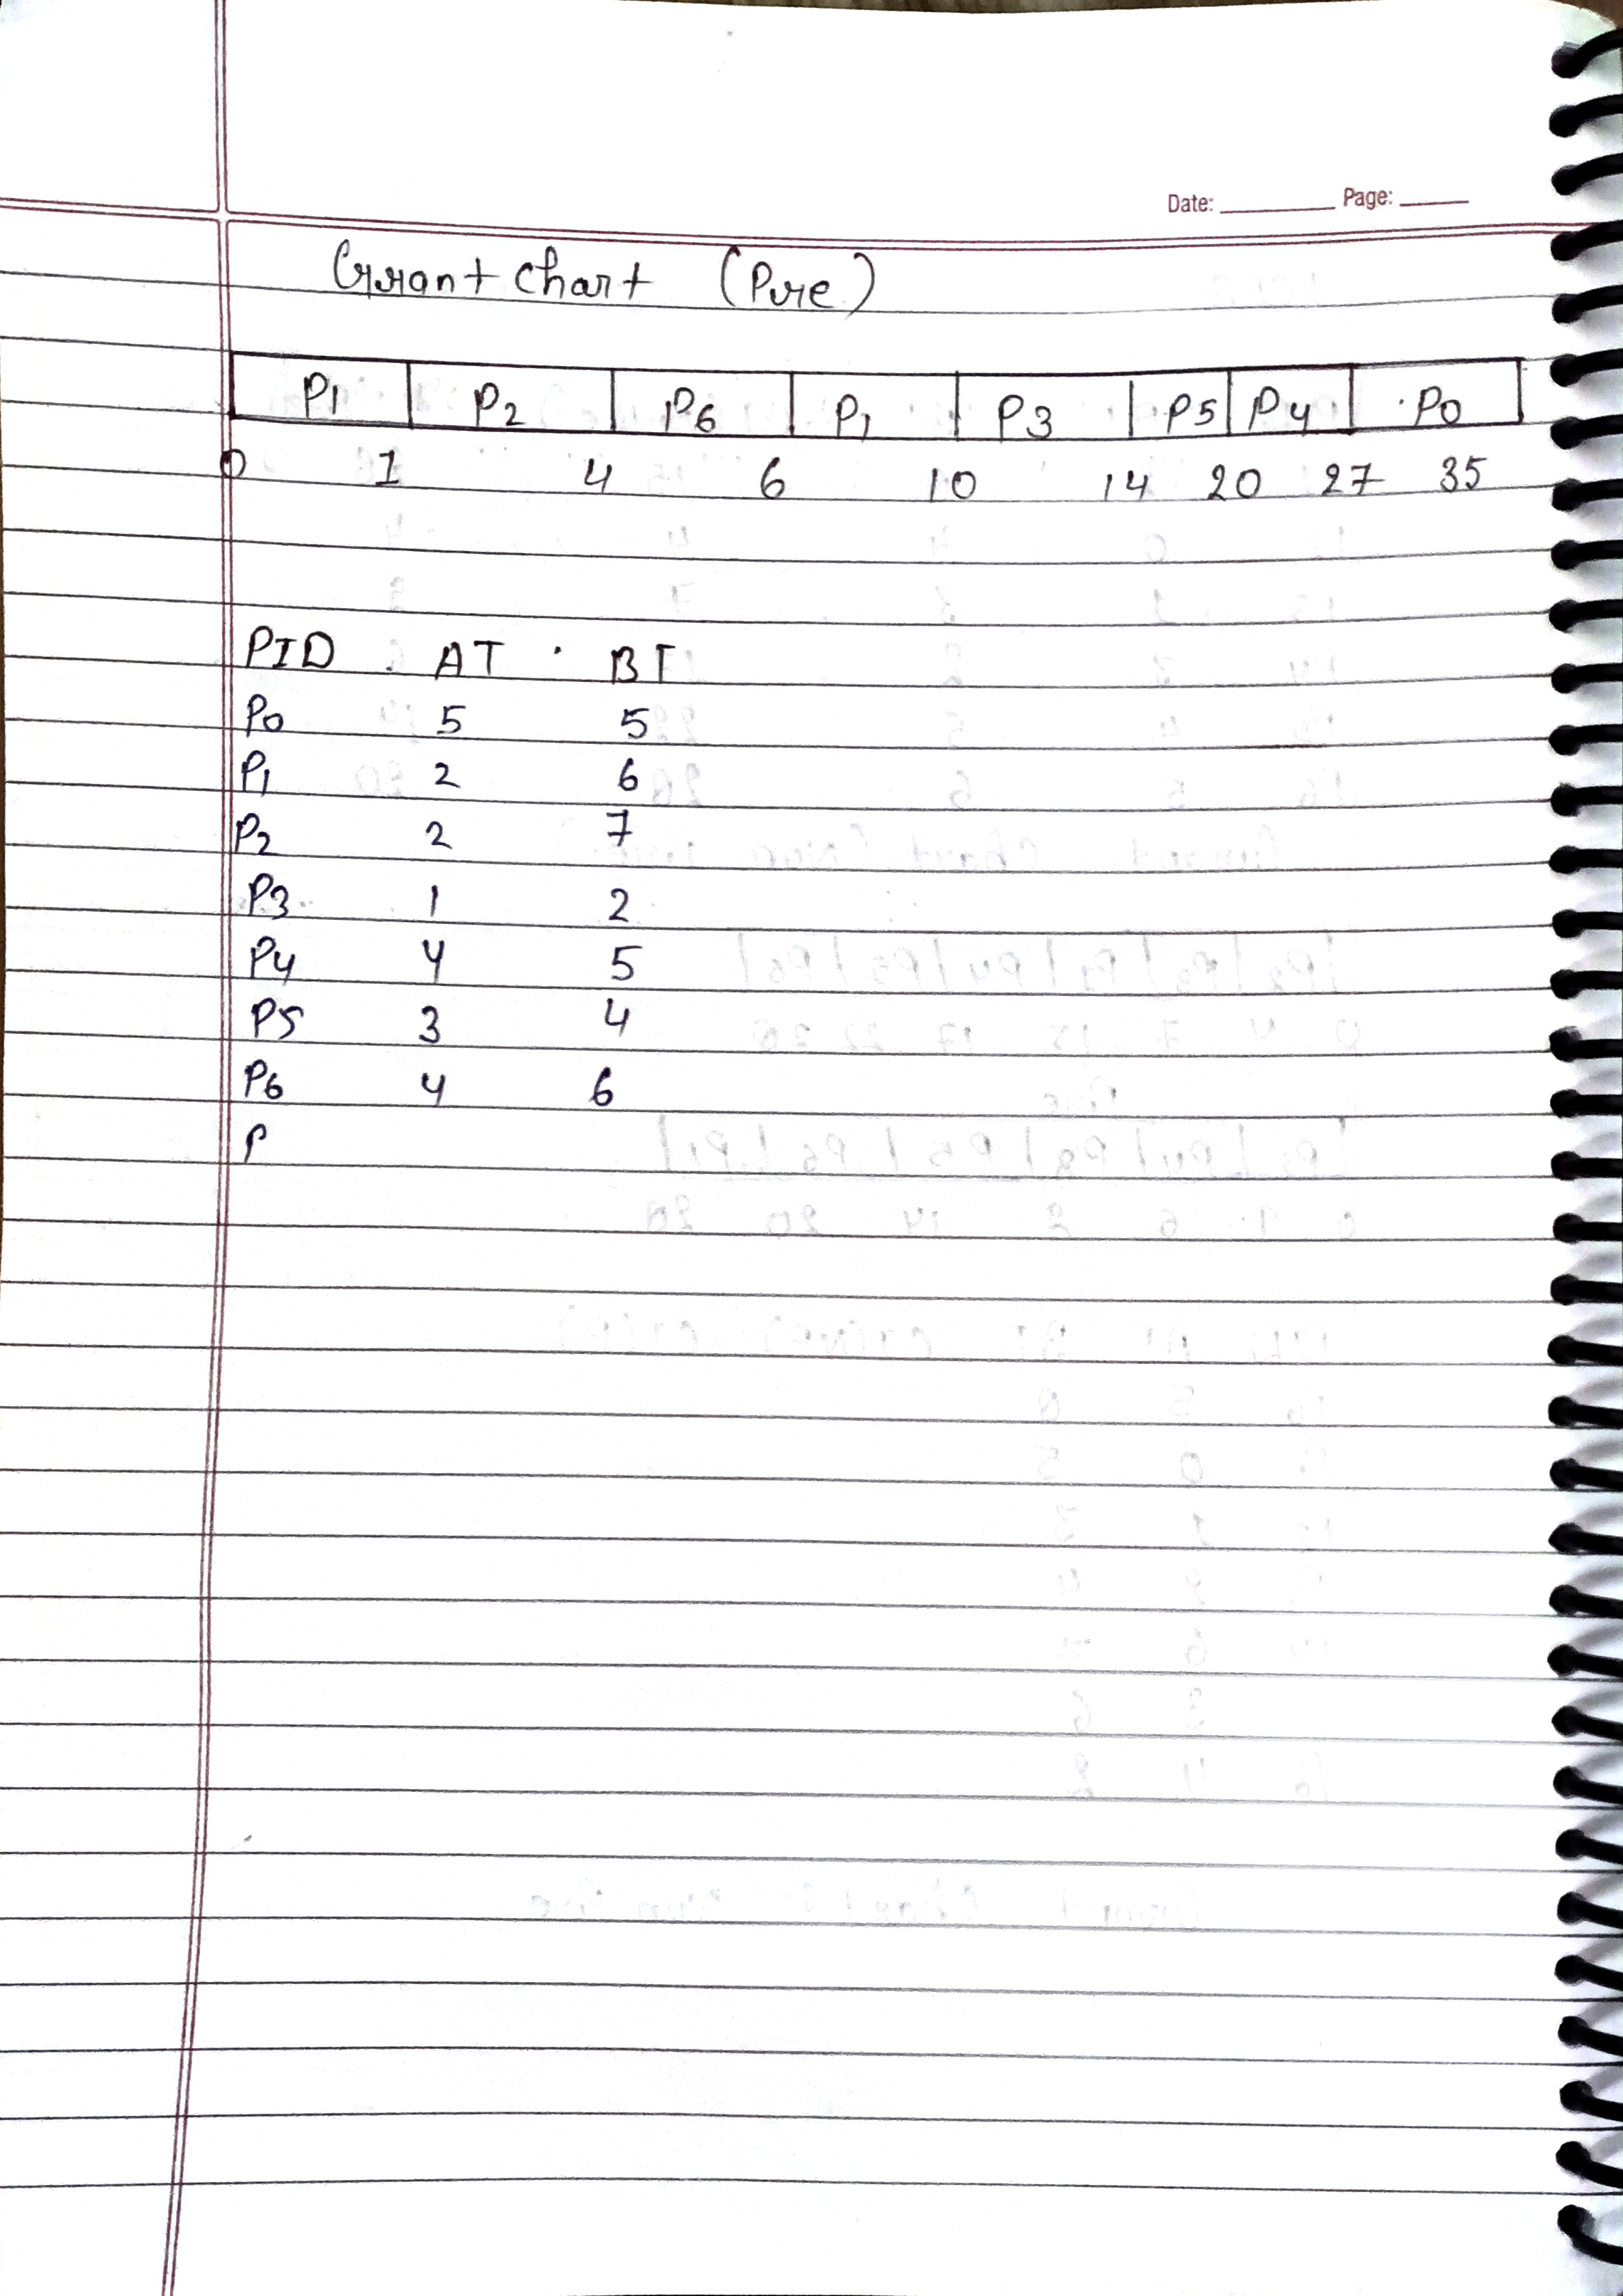 Date: Page:
Grant chart (Pre)
P1 P2 P6 P1 P3 P5 P4 P0
0 1 4 6 10 14 20 27 35
PID AT BT
P0 5 5
P1 2 6
P2 2 7
P3 1 2
P4 4 5
P5 3 4
P6 4 6
P